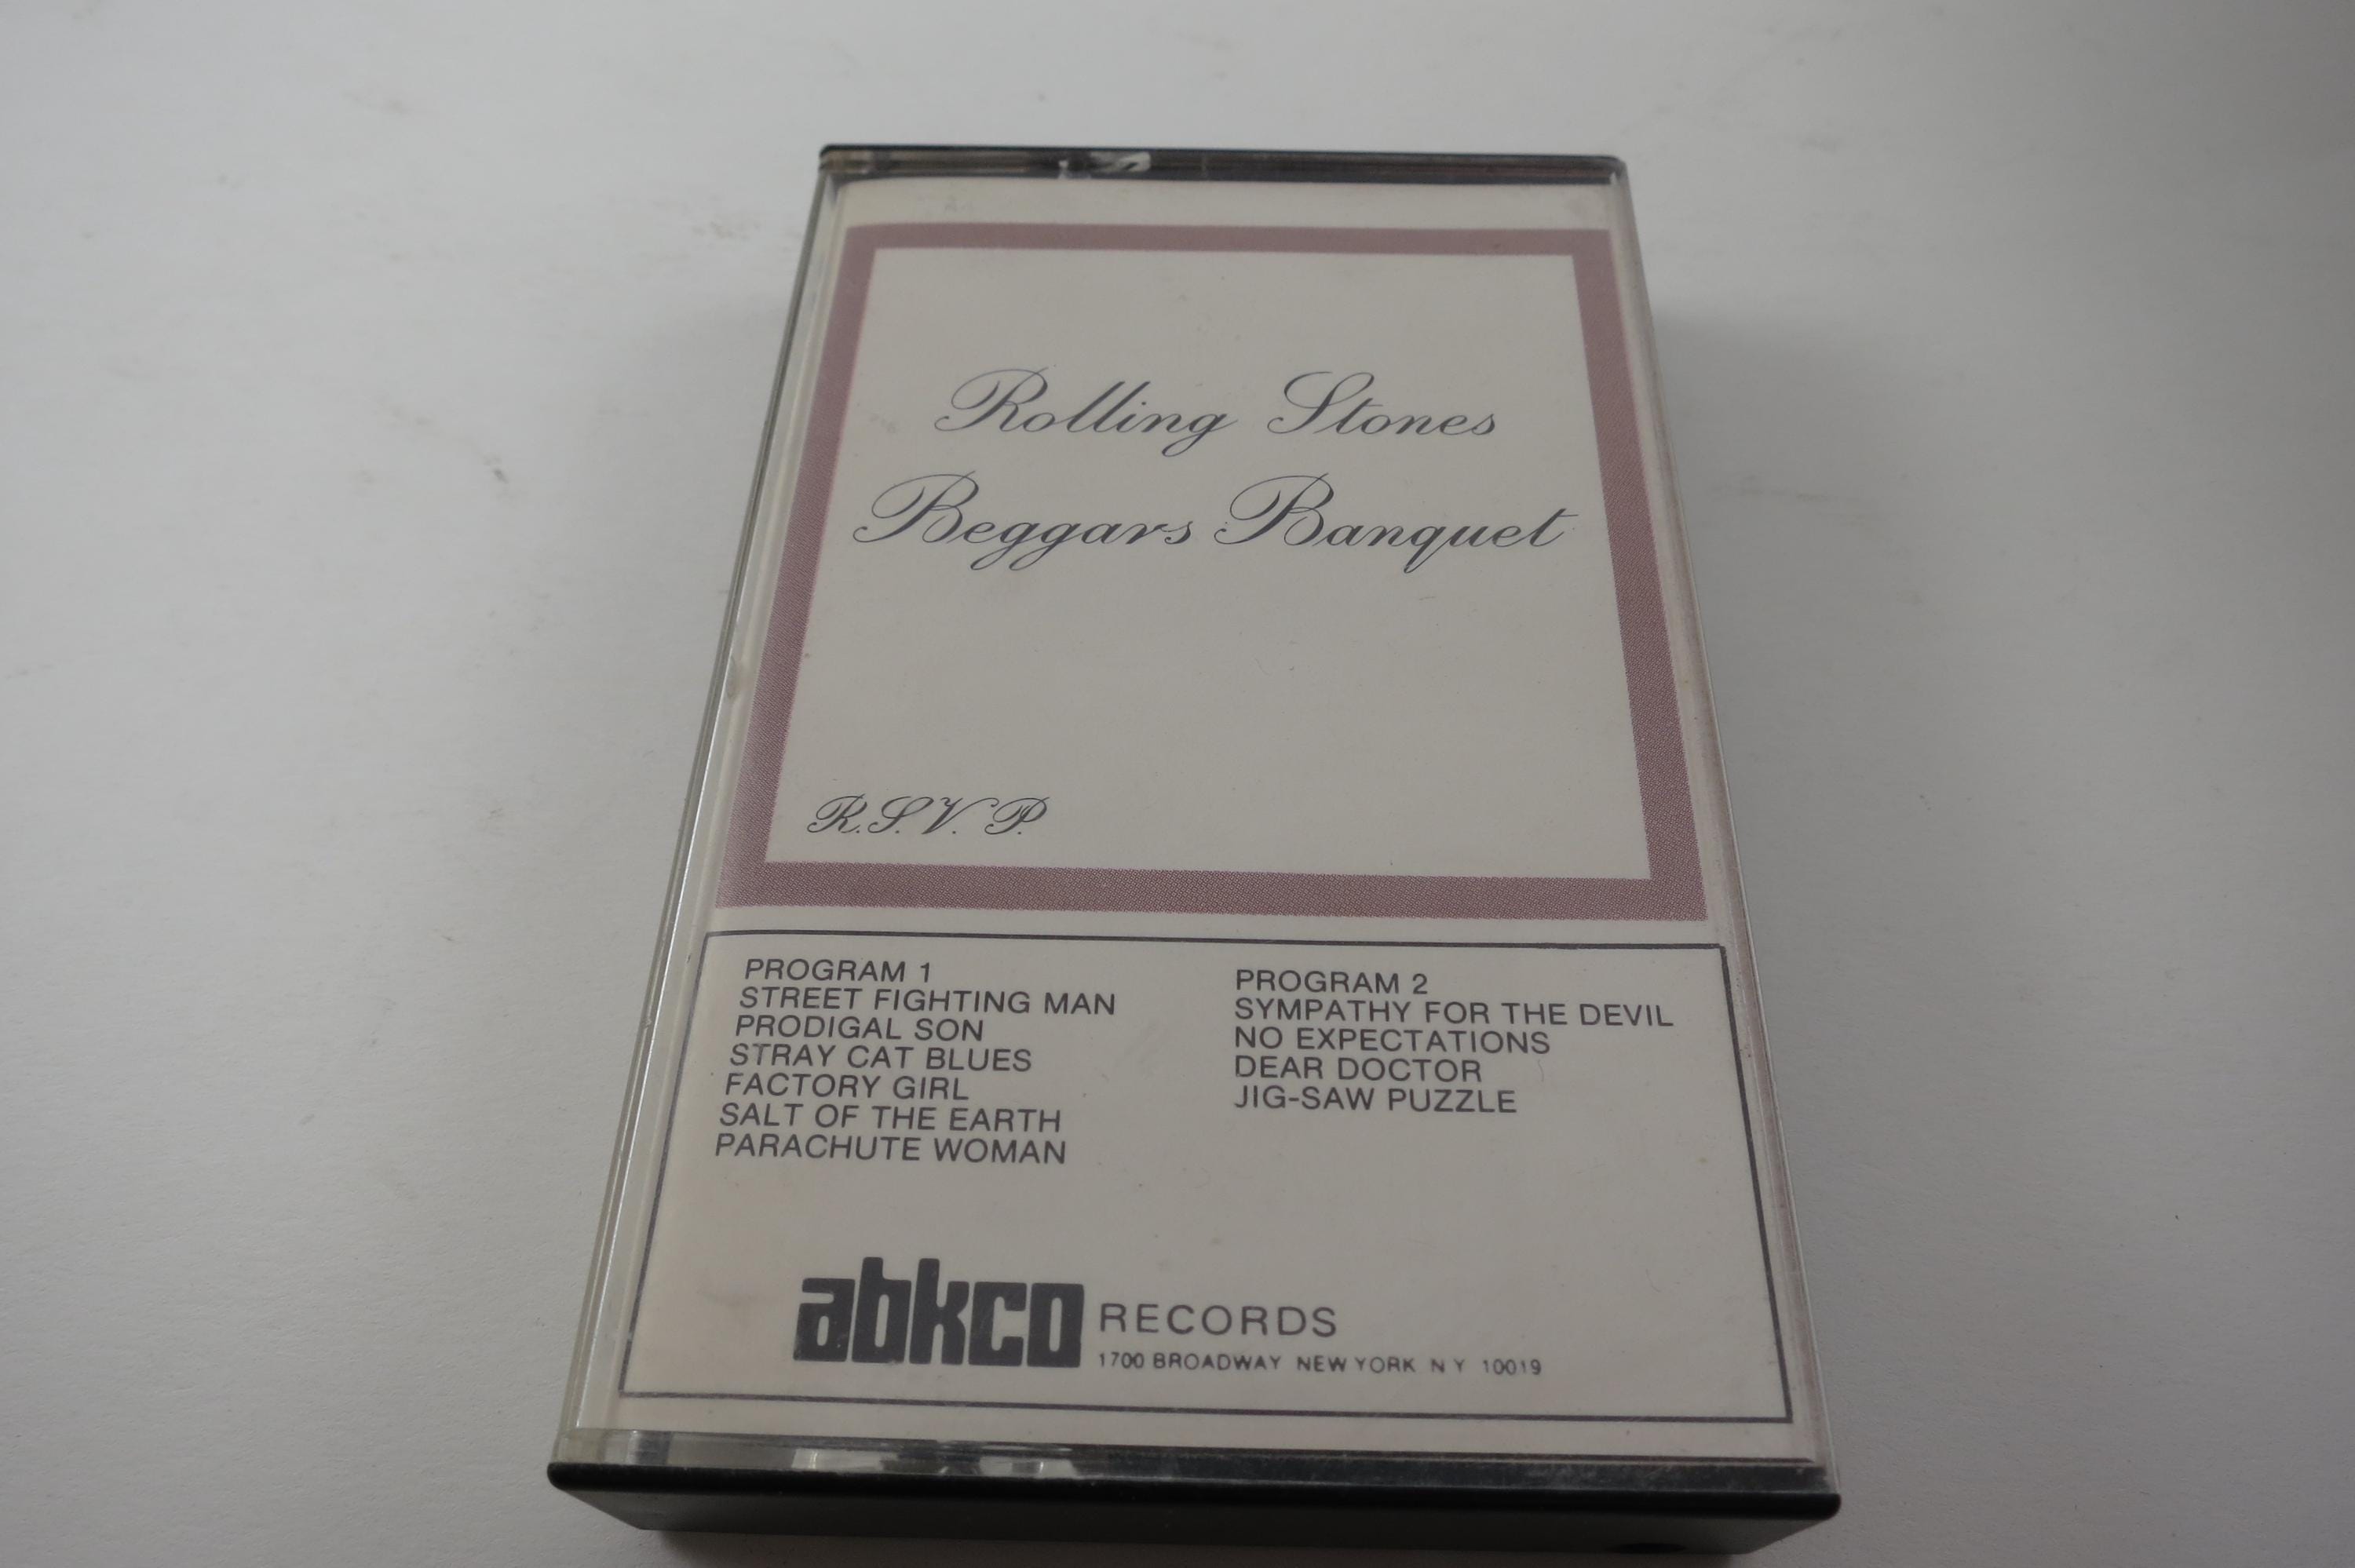 Rolling Stones
Beggars Banquet
R.S.V.P.
PROGRAM 1
STREET FIGHTING MAN
PRODIGAL SON
STRAY CAT BLUES
FACTORY GIRL
SALT OF THE EARTH
PARACHUTE WOMAN
PROGRAM 2
SYMPATHY FOR THE DEVIL
NO EXPECTATIONS
DEAR DOCTOR
JIG-SAW PUZZLE
abkco RECORDS
1700 BROADWAY NEW YORK N Y 10019